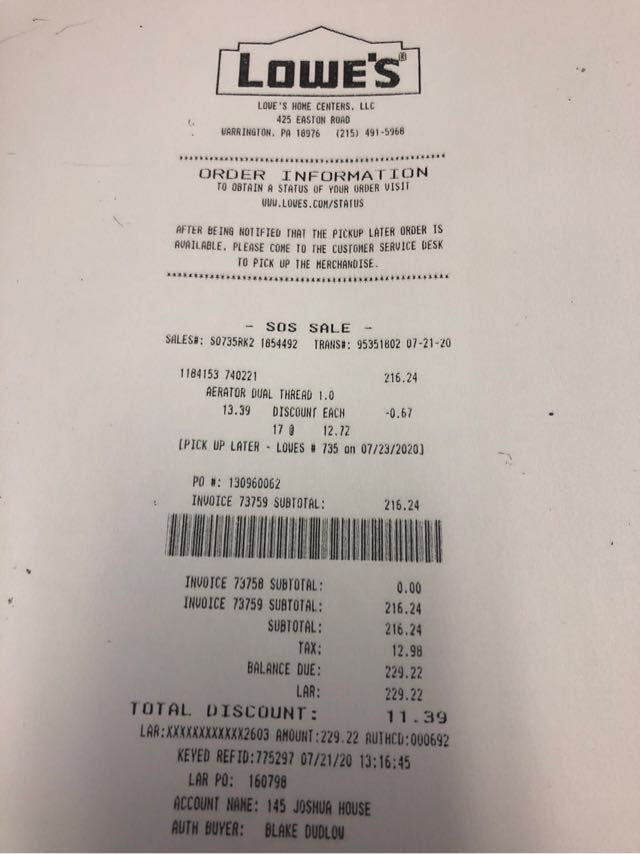 LOWE'S®
LOWE'S HOME CENTERS, LLC
425 EASTON ROAD
WARRINGTON, PA 18976 (215) 491-5968
ORDER INFORMATION
TO OBTAIN A STATUS OF YOUR ORDER VISIT
WWW.LOWES.COM/STATUS
AFTER BEING NOTIFIED THAT THE PICKUP LATER ORDER IS
AVAILABLE, PLEASE COME TO THE CUSTOMER SERVICE DESK
TO PICK UP THE MERCHANDISE.
- SOS SALE -
SALES#: S0735RK2 1854492 TRANS#: 95351802 07-21-20
1184153 740221 216.24
AERATOR DUAL THREAD 1.0
13.39 DISCOUNT EACH -0.67
17 @ 12.72
[PICK UP LATER - LOWES # 735 on 07/23/2020]
PO #: 130960062
INVOICE 73759 SUBTOTAL: 216.24
INVOICE 73758 SUBTOTAL: 0.00
INVOICE 73759 SUBTOTAL: 216.24
SUBTOTAL: 216.24
TAX: 12.98
BALANCE DUE: 229.22
LAR: 229.22
TOTAL DISCOUNT: 11.39
LAR:XXXXXXXXXXXX2603 AMOUNT:229.22 AUTHCD:000692
KEYED REFID:775297 07/21/20 13:16:45
LAR PO: 160798
ACCOUNT NAME: 145 JOSHUA HOUSE
AUTH BUYER: BLAKE DUDLOW